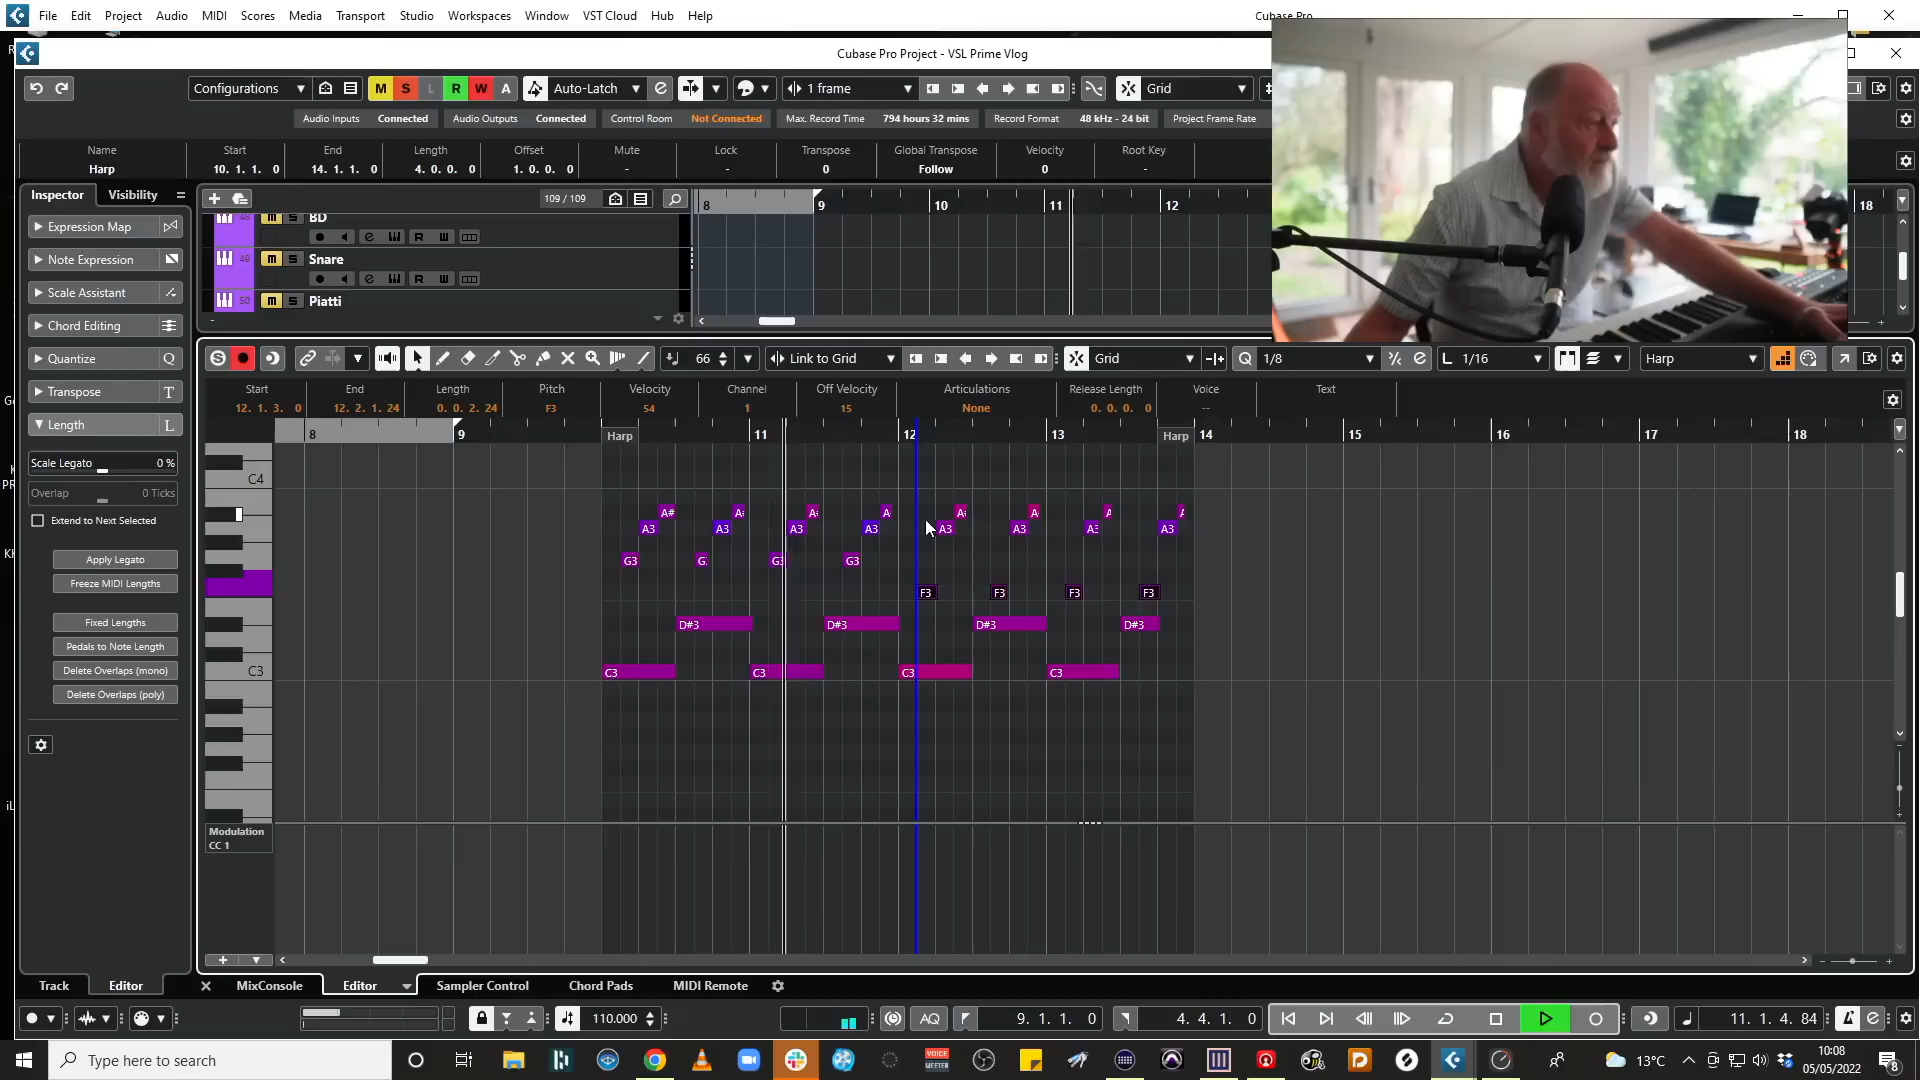 File Edit Project Audio MIDI Scores Media Transport Studio Workspaces Window VST Cloud Hub Help Cubase Pro
Cubase Pro Project - VSL Prime Vlog
Configurations M S L R W A Auto-Latch 1 frame Grid
Audio Inputs Connected Audio Outputs Connected Control Room Not Connected Max. Record Time 794 hours 32 mins Record Format 48 kHz - 24 bit Project Frame Rate
Name Start End Length Offset Mute Lock Transpose Global Transpose Velocity Root Key
Harp 10. 1. 1. 0 14. 1. 1. 0 4. 0. 0. 0 1. 0. 0. 0 - - 0 Follow 0 -
Inspector Visibility
109 / 109
8 9 10 11 12 18
Expression Map
Note Expression
Scale Assistant
Chord Editing
Quantize Q
Transpose T
Length L
48 m S BD
R W
49 m S Snare
R W
50 m S Piatti
S 66 Link to Grid Grid Q 1/8 L 1/16 Harp
Start End Length Pitch Velocity Channel Off Velocity Articulations Release Length Voice Text
12. 1. 3. 0 12. 2. 1. 24 0. 0. 2. 24 F3 54 1 15 None 0. 0. 0. 0 --
8 9 Harp 11 12 13 Harp 14 15 16 17 18
Scale Legato 0 %
Overlap 0 Ticks
Extend to Next Selected
Apply Legato
Freeze MIDI Lengths
Fixed Lengths
Pedals to Note Length
Delete Overlaps (mono)
Delete Overlaps (poly)
C4
A# A A A A A A A
A3 A3 A3 A3 A3 A3 A3 A3
G3 G G3 G3
F3 F3 F3 F3
D#3 D#3 D#3 D#3
C3 C3 C3 C3 C3
Modulation
CC 1
Track Editor MixConsole Editor Sampler Control Chord Pads MIDI Remote
110.000 AQ 9. 1. 1. 0 4. 4. 1. 0 11. 1. 4. 84
Type here to search VOICE MEETER 13°C 10:08
05/05/2022 8